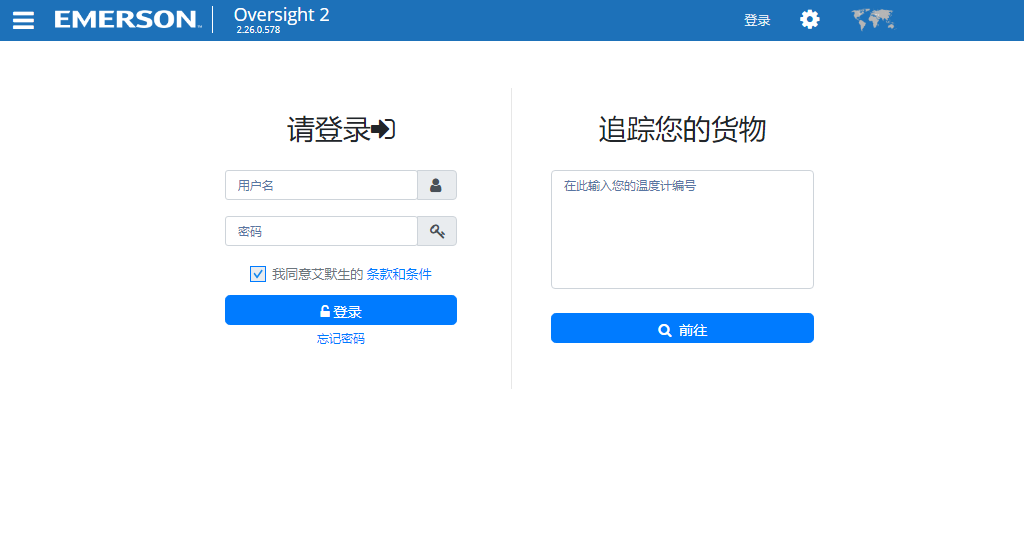 EMERSON™
Oversight 2
2.26.0.578
登录
请登录
用户名
密码
我同意艾默生的 条款和条件
登录
忘记密码
追踪您的货物
在此输入您的温度计编号
前往